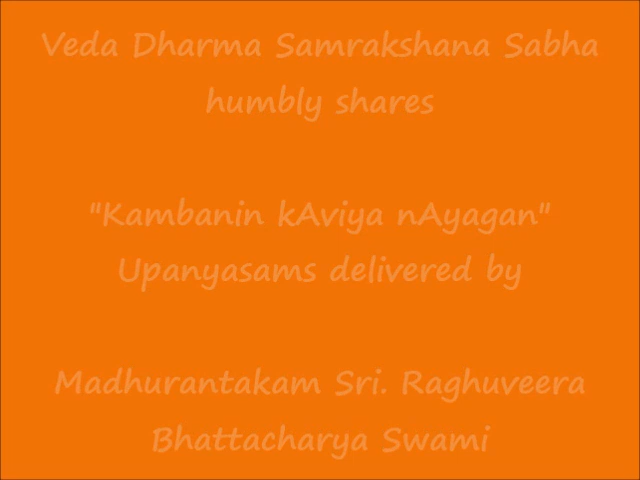 Veda Dharma Samrakshana Sabha
humbly shares
"Kambanin kAviya nAyagan"
Upanyasams delivered by
Madhurantakam Sri. Raghuveera
Bhattacharya Swami